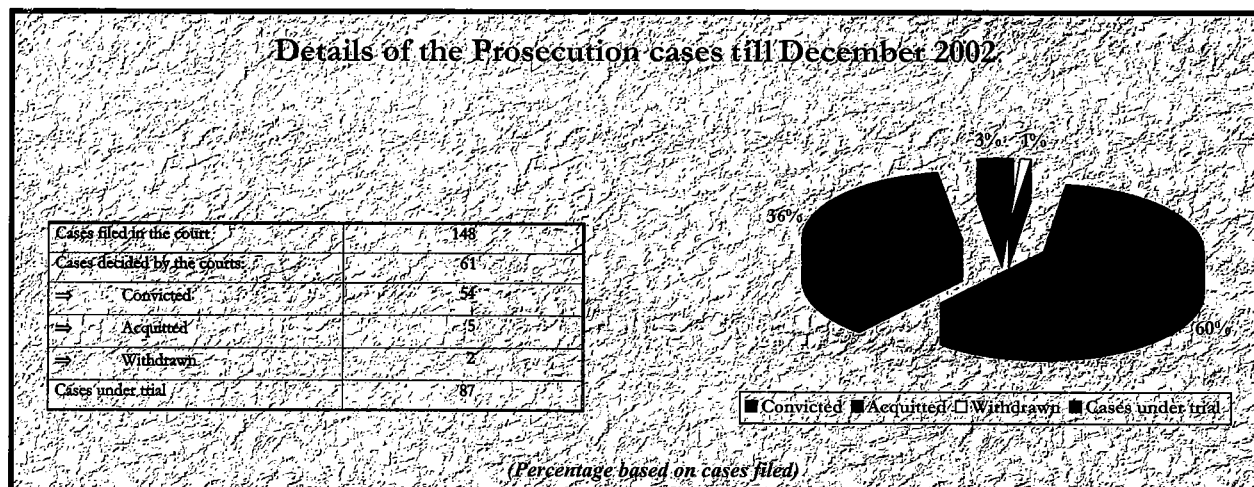 Details of the Prosecution cases till December 2002.
Cases filed in the court 148
Cases decided by the courts 61
⇒ Convicted 54
⇒ Acquitted 5
⇒ Withdrawn 2
Cases under trial 87
3% 1%
36%
60%
Convicted Acquitted Withdrawn Cases under trial
(Percentage based on cases filed)